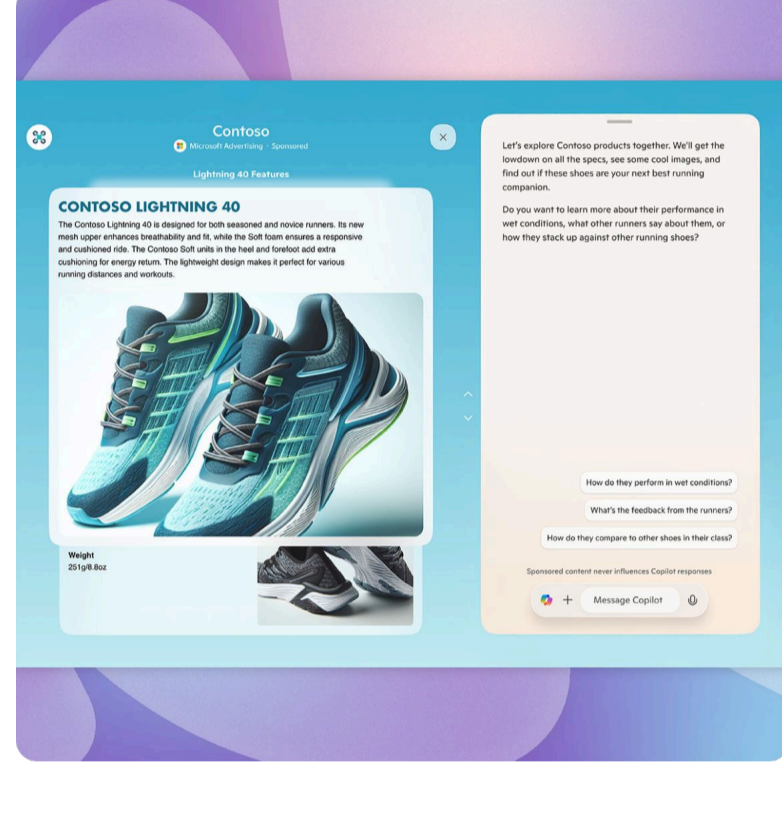 Contoso
Microsoft Advertising · Sponsored
Lightning 40 Features
CONTOSO LIGHTNING 40
The Contoso Lightning 40 is designed for both seasoned and novice runners. Its new
mesh upper enhances breathability and fit, while the Soft foam ensures a responsive
and cushioned ride. The Contoso Soft units in the heel and forefoot add extra
cushioning for energy return. The lightweight design makes it perfect for various
running distances and workouts.
Weight
251g/8.8oz
Let's explore Contoso products together. We'll get the
lowdown on all the specs, see some cool images, and
find out if these shoes are your next best running
companion.
Do you want to learn more about their performance in
wet conditions, what other runners say about them, or
how they stack up against other running shoes?
How do they perform in wet conditions?
What's the feedback from the runners?
How do they compare to other shoes in their class?
Sponsored content never influences Copilot responses
Message Copilot